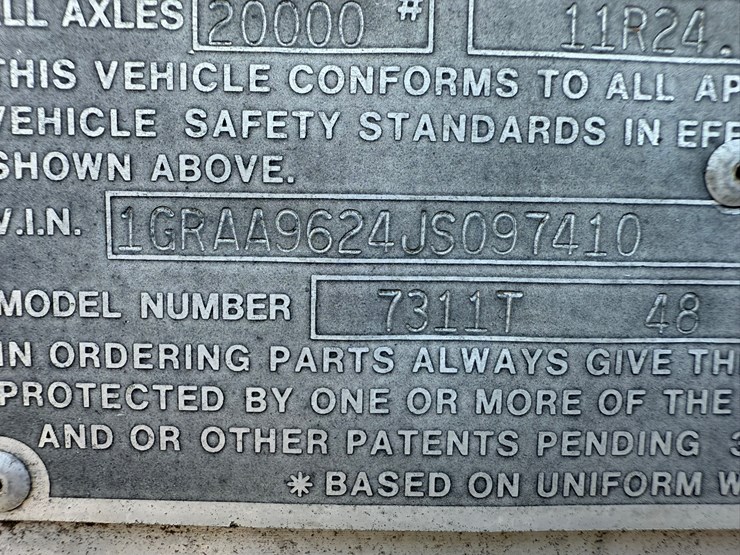 LL AXLES 20000 # 11R24.
THIS VEHICLE CONFORMS TO ALL AP
VEHICLE SAFETY STANDARDS IN EFF
SHOWN ABOVE.
V.I.N. 1GRAA9624JS097410
MODEL NUMBER 7311T 48
IN ORDERING PARTS ALWAYS GIVE TH
PROTECTED BY ONE OR MORE OF THE
AND OR OTHER PATENTS PENDING 3
* BASED ON UNIFORM W